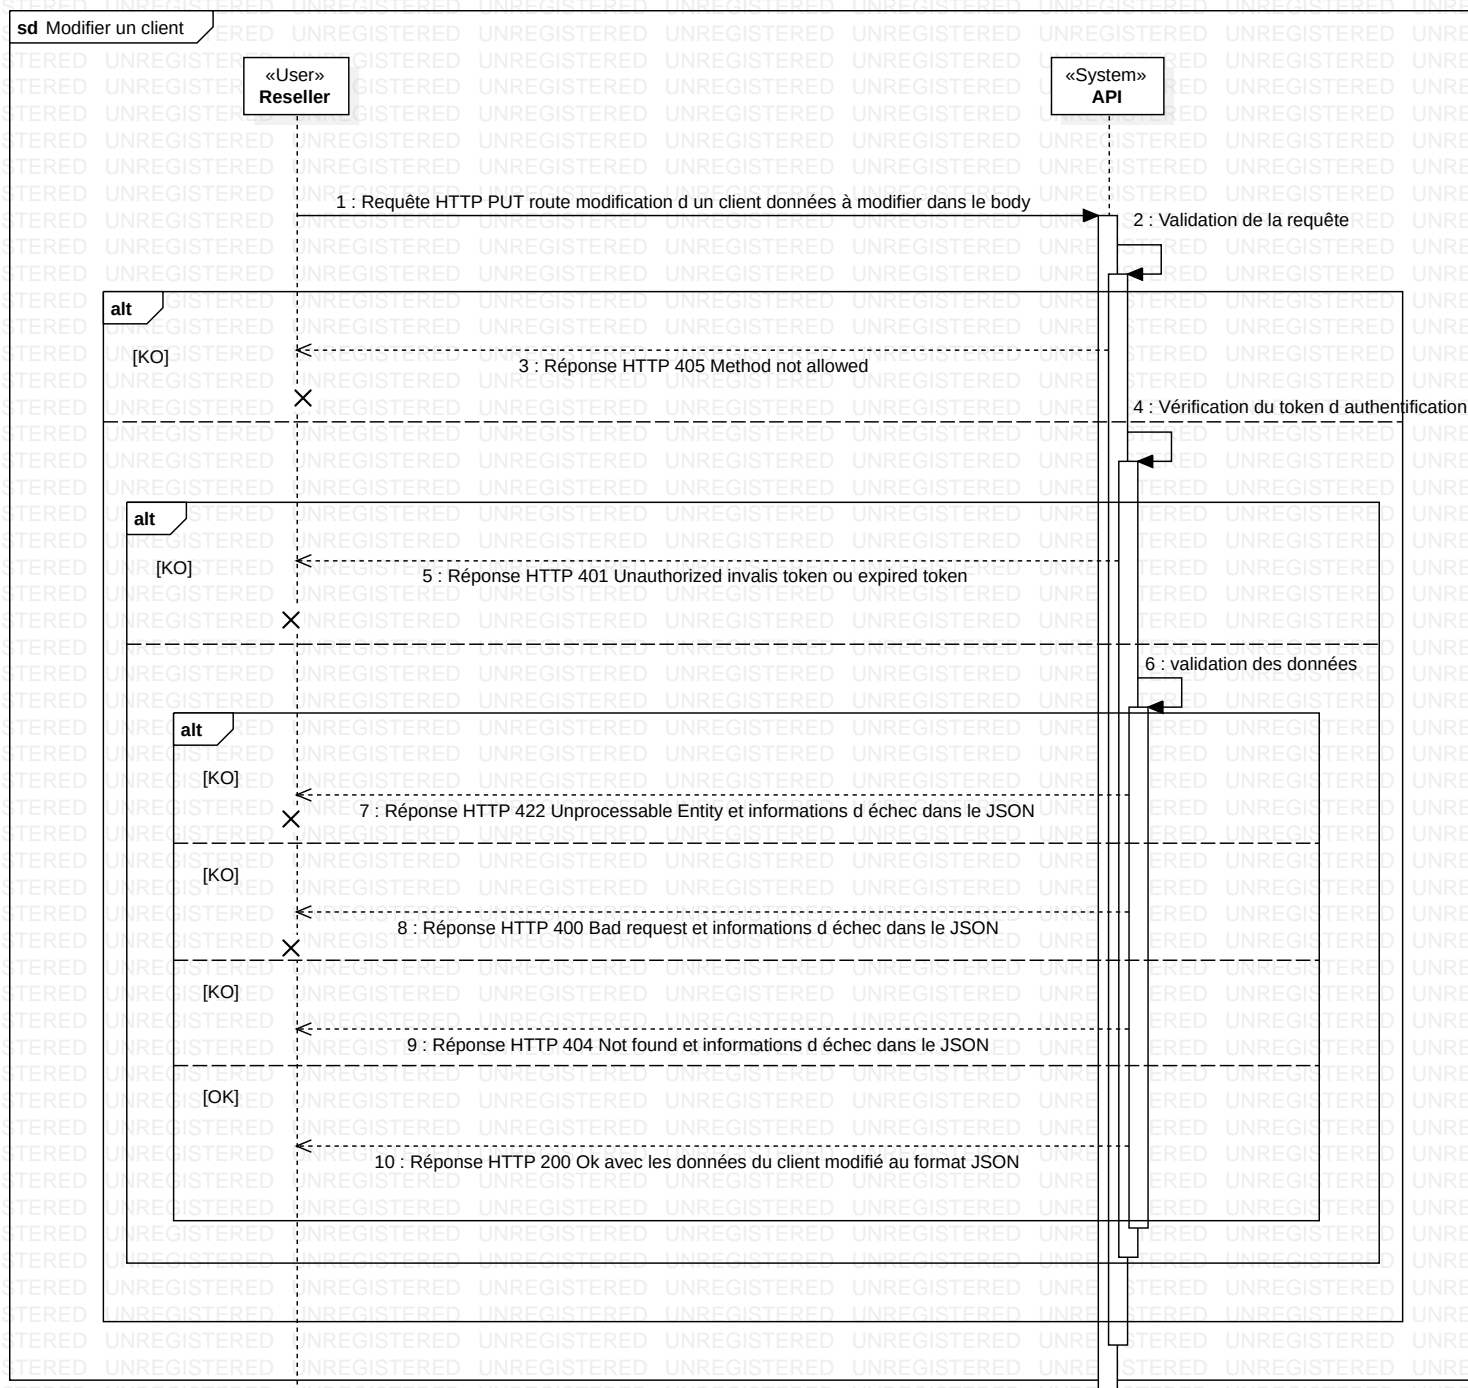 sd Modifier un client
«User»
Reseller
«System»
API
1 : Requête HTTP PUT route modification d un client données à modifier dans le body
2 : Validation de la requête
alt
[KO]
3 : Réponse HTTP 405 Method not allowed
4 : Vérification du token d authentification
alt
[KO]
5 : Réponse HTTP 401 Unauthorized invalis token ou expired token
6 : validation des données
alt
[KO]
7 : Réponse HTTP 422 Unprocessable Entity et informations d échec dans le JSON
[KO]
8 : Réponse HTTP 400 Bad request et informations d échec dans le JSON
[KO]
9 : Réponse HTTP 404 Not found et informations d échec dans le JSON
[OK]
10 : Réponse HTTP 200 Ok avec les données du client modifié au format JSON
UNREGISTERED